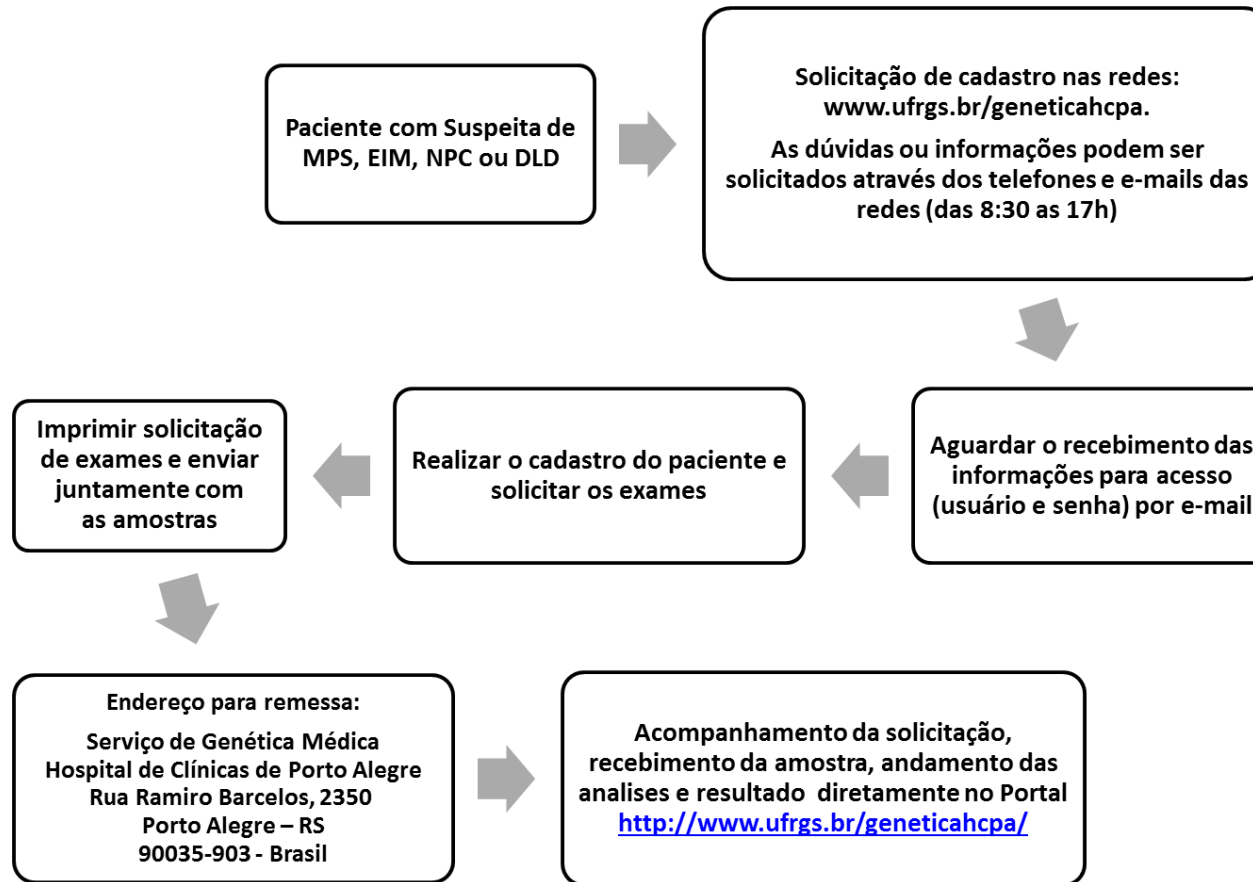 Paciente com Suspeita de
MPS, EIM, NPC ou DLD
Solicitação de cadastro nas redes:
www.ufrgs.br/geneticahcpa.
As dúvidas ou informações podem ser
solicitados através dos telefones e e-mails das
redes (das 8:30 as 17h)
Aguardar o recebimento das
informações para acesso
(usuário e senha) por e-mail
Realizar o cadastro do paciente e
solicitar os exames
Imprimir solicitação
de exames e enviar
juntamente com
as amostras
Endereço para remessa:
Serviço de Genética Médica
Hospital de Clínicas de Porto Alegre
Rua Ramiro Barcelos, 2350
Porto Alegre – RS
90035-903 - Brasil
Acompanhamento da solicitação,
recebimento da amostra, andamento das
analises e resultado diretamente no Portal
http://www.ufrgs.br/geneticahcpa/